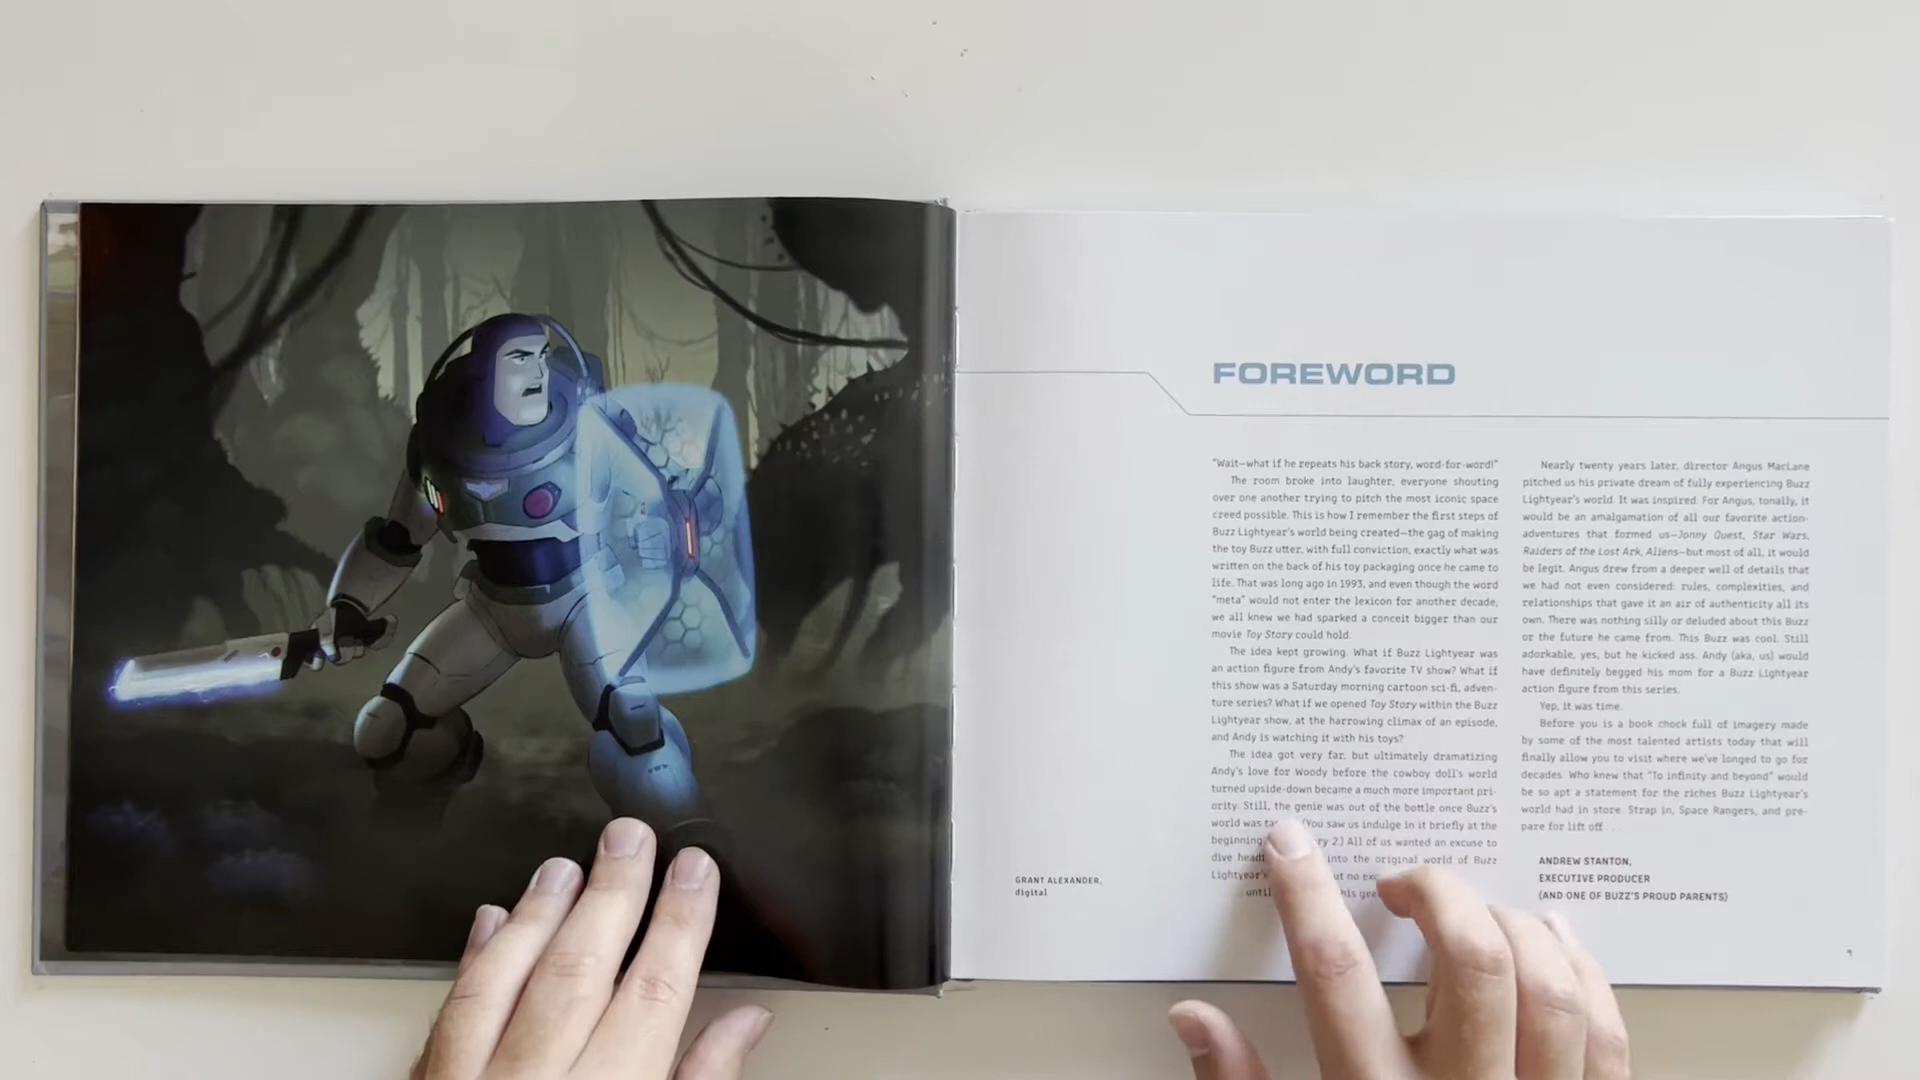 FOREWORD
“Wait—what if he repeats his back story, word-for-word!”
The room broke into laughter, everyone shouting
over one another trying to pitch the most iconic space
creed possible. This is how I remember the first steps of
Buzz Lightyear’s world being created—the gag of making
the toy Buzz utter, with full conviction, exactly what was
written on the back of his toy packaging once he came to
life. That was long ago in 1993, and even though the word
“meta” would not enter the lexicon for another decade,
we all knew we had sparked a conceit bigger than our
movie Toy Story could hold.
The idea kept growing. What if Buzz Lightyear was
an action figure from Andy’s favorite TV show? What if
this show was a Saturday morning cartoon sci-fi, adven-
ture series? What if we opened Toy Story within the Buzz
Lightyear show, at the harrowing climax of an episode,
and Andy is watching it with his toys?
The idea got very far, but ultimately dramatizing
Andy’s love for Woody before the cowboy doll’s world
turned upside-down became a much more important pri-
ority. Still, the genie was out of the bottle once Buzz’s
world was (You saw us indulge in it briefly at the
beginning 2.) All of us wanted an excuse to
dive into the original world of Buzz
Lightyear’s but no
until his
Nearly twenty years later, director Angus MacLane
pitched us his private dream of fully experiencing Buzz
Lightyear’s world. It was inspired. For Angus, tonally, it
would be an amalgamation of all our favorite action-
adventures that formed us—Jonny Quest, Star Wars,
Raiders of the Lost Ark, Aliens—but most of all, it would
be legit. Angus drew from a deeper well of details that
we had not even considered: rules, complexities, and
relationships that gave it an air of authenticity all its
own. There was nothing silly or deluded about this Buzz
or the future he came from. This Buzz was cool. Still
adorkable, yes, but he kicked ass. Andy (aka, us) would
have definitely begged his mom for a Buzz Lightyear
action figure from this series.
Yep, it was time.
Before you is a book chock full of imagery made
by some of the most talented artists today that will
finally allow you to visit where we’ve longed to go for
decades. Who knew that “To infinity and beyond” would
be so apt a statement for the riches Buzz Lightyear’s
world had in store. Strap in, Space Rangers, and pre-
pare for lift off . . .
ANDREW STANTON,
EXECUTIVE PRODUCER
(AND ONE OF BUZZ’S PROUD PARENTS)
GRANT ALEXANDER,
digital
9